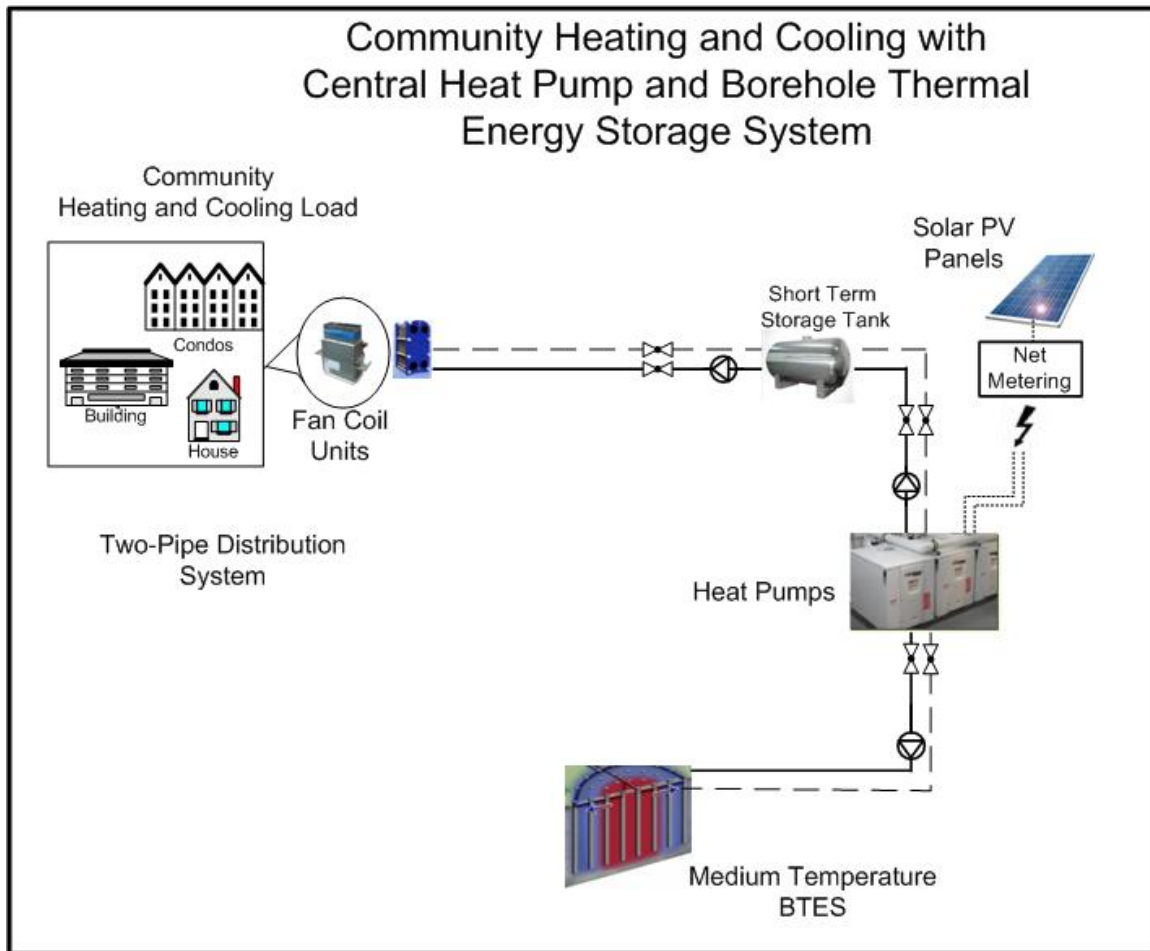 Community Heating and Cooling with
Central Heat Pump and Borehole Thermal
Energy Storage System
Community
Heating and Cooling Load
Condos
Building
House
Fan Coil
Units
Short Term
Storage Tank
Solar PV
Panels
Net
Metering
Two-Pipe Distribution
System
Heat Pumps
Medium Temperature
BTES